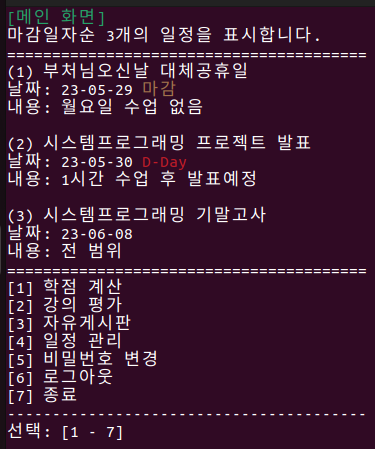 [메인 화면]
마감일자순 3개의 일정을 표시합니다.
========================================
(1) 부처님오신날 대체공휴일
날짜: 23-05-29 마감
내용: 월요일 수업 없음
(2) 시스템프로그래밍 프로젝트 발표
날짜: 23-05-30 D-Day
내용: 1시간 수업 후 발표예정
(3) 시스템프로그래밍 기말고사
날짜: 23-06-08
내용: 전 범위
========================================
[1] 학점 계산
[2] 강의 평가
[3] 자유게시판
[4] 일정 관리
[5] 비밀번호 변경
[6] 로그아웃
[7] 종료
----------------------------------------
선택: [1 - 7]